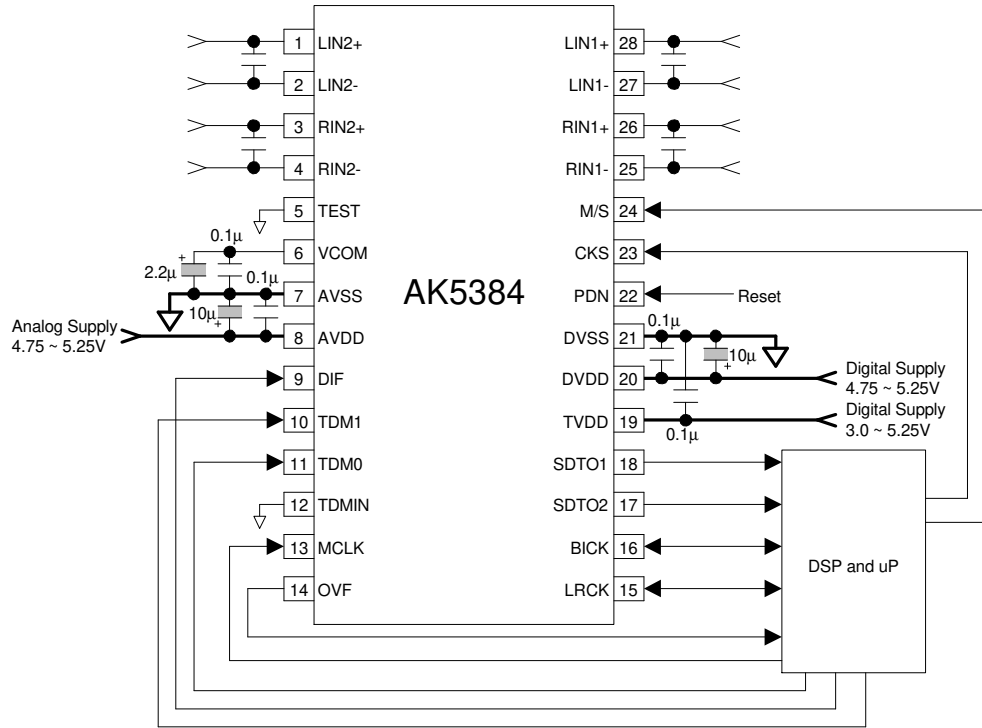 1 LIN2+ LIN1+ 28
2 LIN2- LIN1- 27
3 RIN2+ RIN1+ 26
4 RIN2- RIN1- 25
5 TEST M/S 24
0.1μ 6 VCOM CKS 23
+ 2.2μ 0.1μ
7 AVSS AK5384 PDN 22 Reset
10μ +
Analog Supply
4.75 ~ 5.25V
8 AVDD DVSS 21
0.1μ 10μ +
9 DIF DVDD 20
Digital Supply
4.75 ~ 5.25V
10 TDM1 TVDD 19
0.1μ
Digital Supply
3.0 ~ 5.25V
11 TDM0 SDTO1 18
12 TDMIN SDTO2 17
13 MCLK BICK 16
DSP and uP
14 OVF LRCK 15